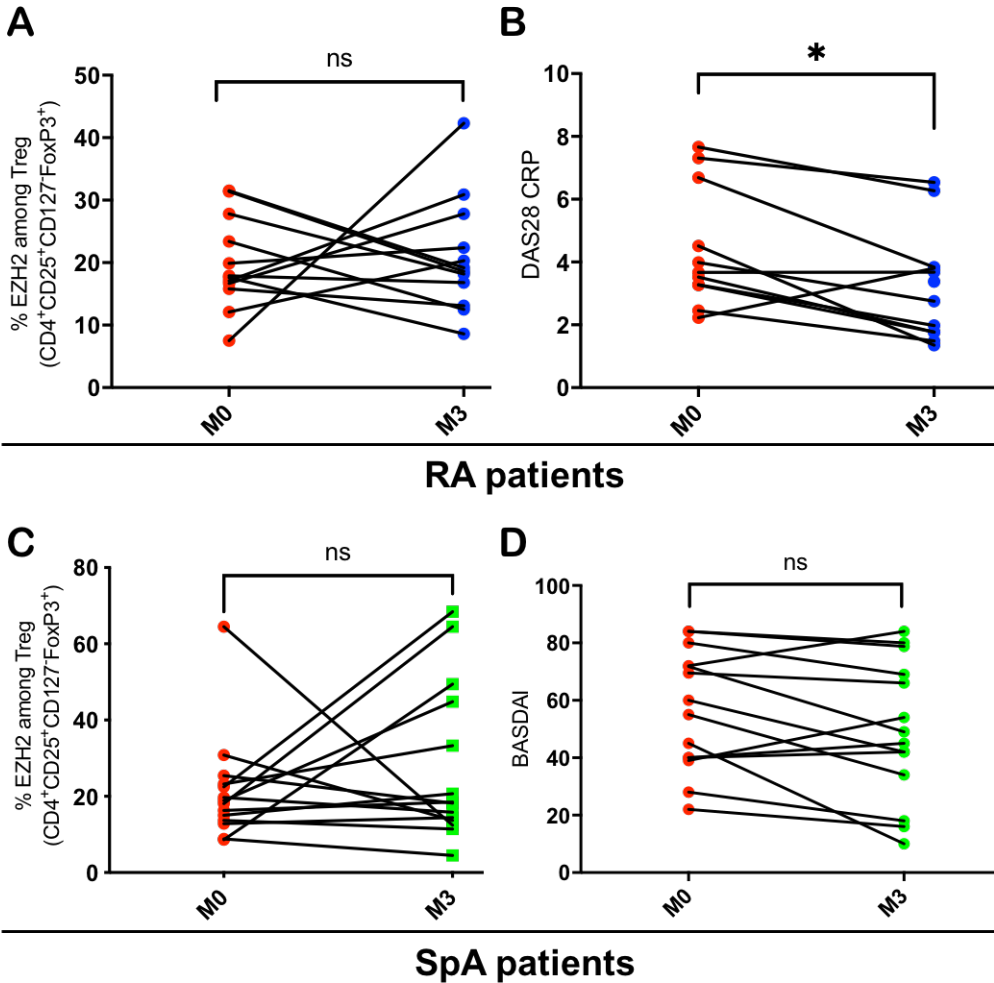 A
ns
% EZH2 among Treg
(CD4⁺CD25⁺CD127⁻FoxP3⁺)
50
40
30
20
10
0
M0
M3
B
*
DAS28 CRP
10
8
6
4
2
0
M0
M3
RA patients
C
ns
% EZH2 among Treg
(CD4⁺CD25⁺CD127⁻FoxP3⁺)
80
60
40
20
0
M0
M3
D
ns
BASDAI
100
80
60
40
20
0
M0
M3
SpA patients